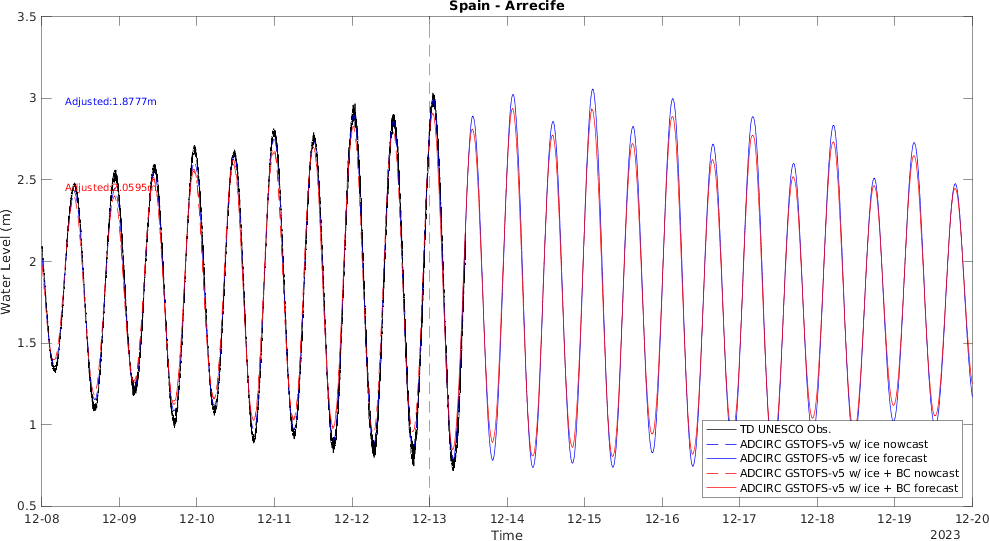 Spain - Arrecife
3.5
3
2.5
2
1.5
1
0.5
Water Level (m)
Adjusted:1.8777m
Adjusted:2.0595m
TD UNESCO Obs.
ADCIRC GSTOFS-v5 w/ ice nowcast
ADCIRC GSTOFS-v5 w/ ice forecast
ADCIRC GSTOFS-v5 w/ ice + BC nowcast
ADCIRC GSTOFS-v5 w/ ice + BC forecast
12-08 12-09 12-10 12-11 12-12 12-13 12-14 12-15 12-16 12-17 12-18 12-19 12-20
Time
2023